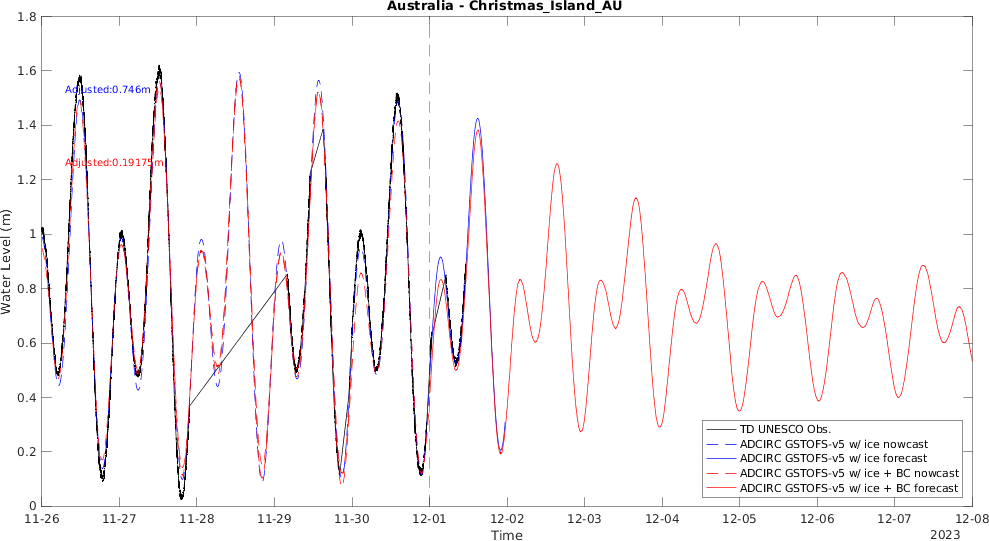 Australia - Christmas_Island_AU
1.8
1.6
1.4
1.2
1
0.8
0.6
0.4
0.2
0
Water Level (m)
Adjusted:0.746m
Adjusted:0.19175m
TD UNESCO Obs.
ADCIRC GSTOFS-v5 w/ ice nowcast
ADCIRC GSTOFS-v5 w/ ice forecast
ADCIRC GSTOFS-v5 w/ ice + BC nowcast
ADCIRC GSTOFS-v5 w/ ice + BC forecast
11-26 11-27 11-28 11-29 11-30 12-01 12-02 12-03 12-04 12-05 12-06 12-07 12-08
Time
2023